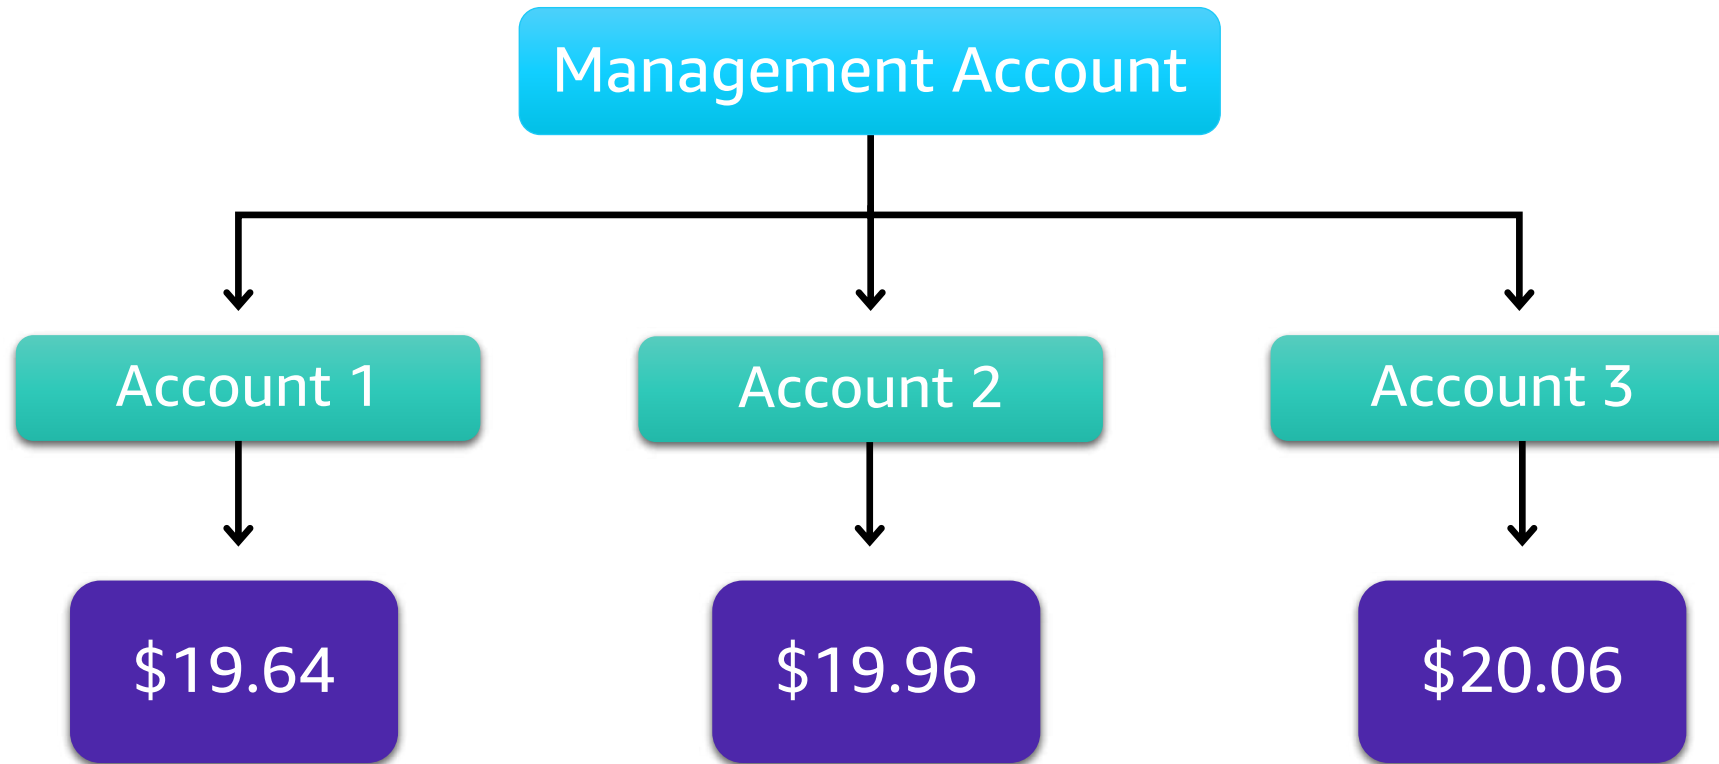 Management Account
Account 1
Account 2
Account 3
$19.64
$19.96
$20.06